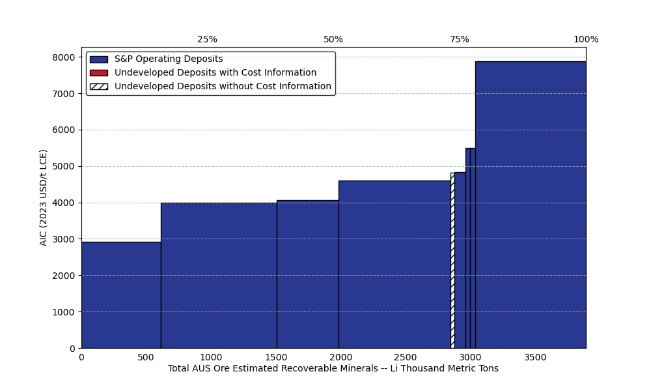 25% 50% 75% 100%
8000
7000
6000
5000
4000
3000
2000
1000
0
S&P Operating Deposits
Undeveloped Deposits with Cost Information
Undeveloped Deposits without Cost Information
AIC (2023 USD/t LCE)
0 500 1000 1500 2000 2500 3000 3500
Total AUS Ore Estimated Recoverable Minerals -- Li Thousand Metric Tons